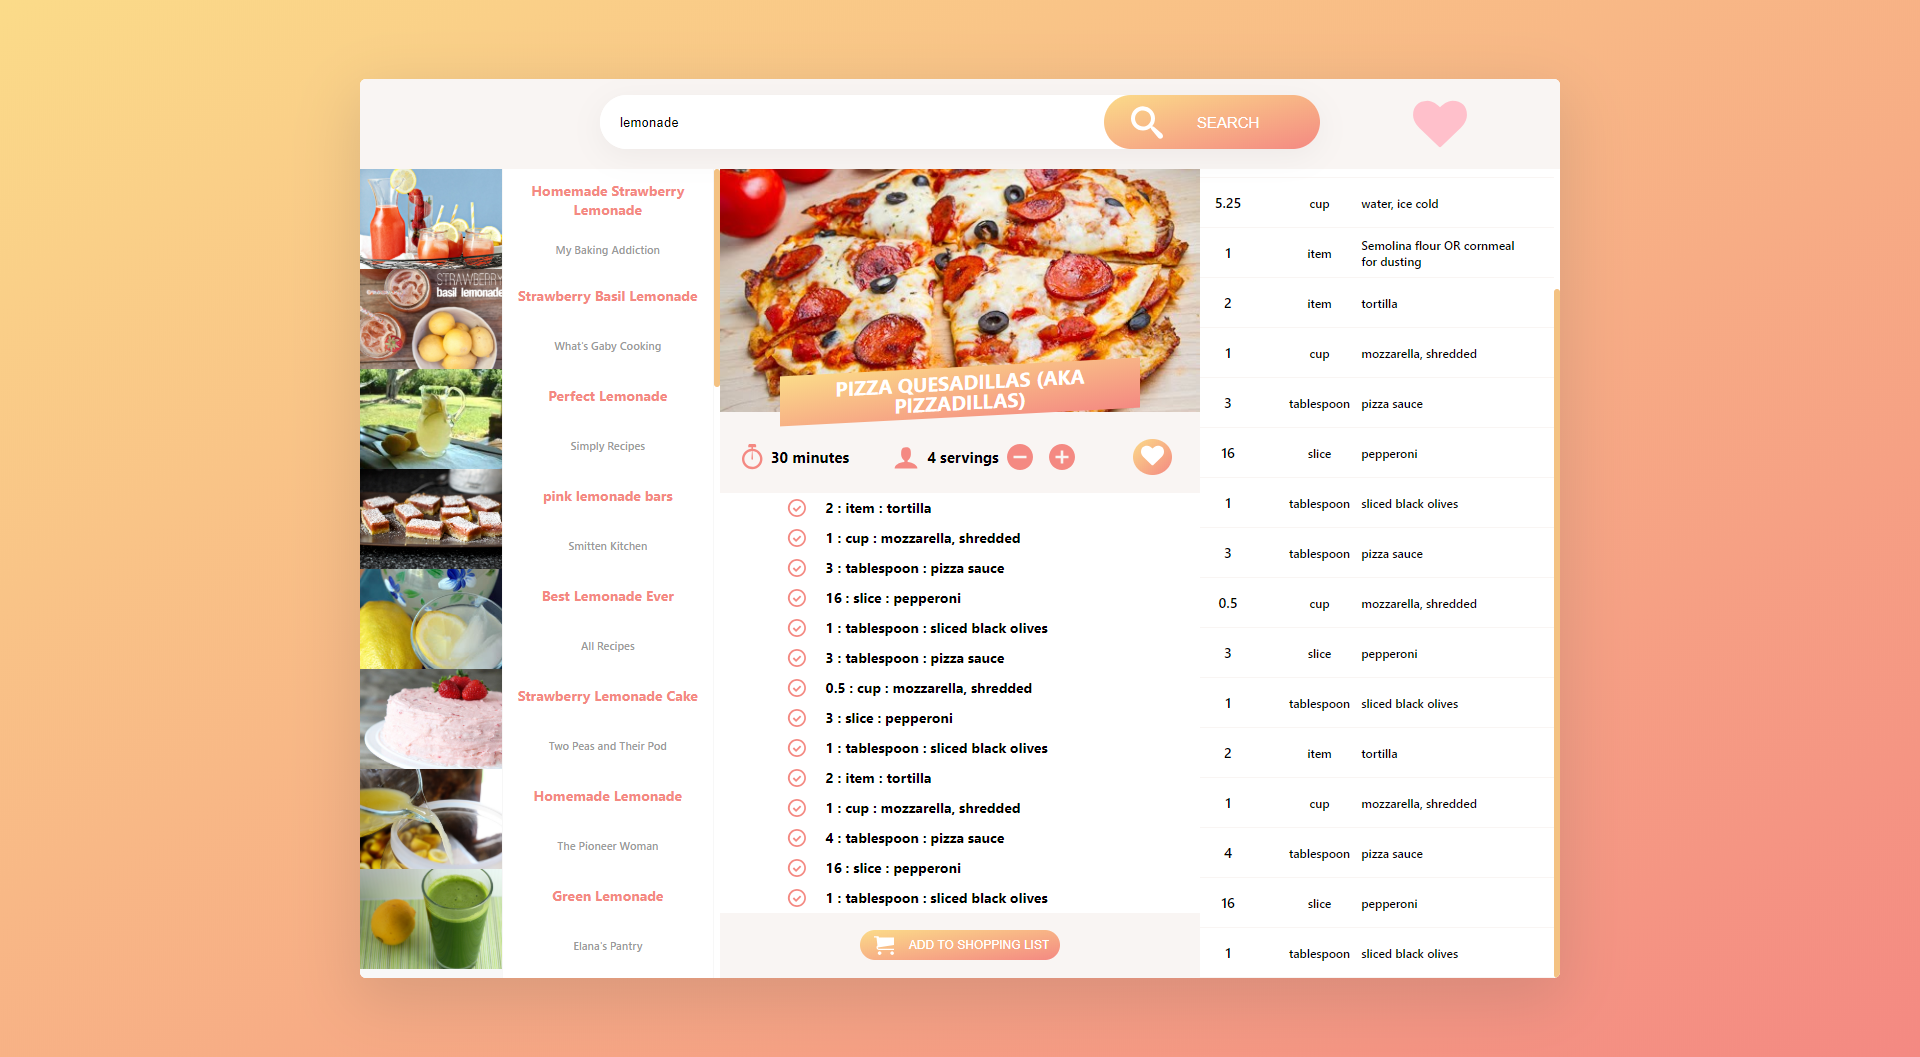 lemonade
SEARCH
Homemade Strawberry
Lemonade
My Baking Addiction
STRAWBERRY
basil lemonade
Strawberry Basil Lemonade
What's Gaby Cooking
Perfect Lemonade
Simply Recipes
pink lemonade bars
Smitten Kitchen
Best Lemonade Ever
All Recipes
Strawberry Lemonade Cake
Two Peas and Their Pod
Homemade Lemonade
The Pioneer Woman
Green Lemonade
Elana's Pantry
PIZZA QUESADILLAS (AKA
PIZZADILLAS)
30 minutes
4 servings
2 : item : tortilla
1 : cup : mozzarella, shredded
3 : tablespoon : pizza sauce
16 : slice : pepperoni
1 : tablespoon : sliced black olives
3 : tablespoon : pizza sauce
0.5 : cup : mozzarella, shredded
3 : slice : pepperoni
1 : tablespoon : sliced black olives
2 : item : tortilla
1 : cup : mozzarella, shredded
4 : tablespoon : pizza sauce
16 : slice : pepperoni
1 : tablespoon : sliced black olives
ADD TO SHOPPING LIST
5.25 cup water, ice cold
1 item Semolina flour OR cornmeal
for dusting
2 item tortilla
1 cup mozzarella, shredded
3 tablespoon pizza sauce
16 slice pepperoni
1 tablespoon sliced black olives
3 tablespoon pizza sauce
0.5 cup mozzarella, shredded
3 slice pepperoni
1 tablespoon sliced black olives
2 item tortilla
1 cup mozzarella, shredded
4 tablespoon pizza sauce
16 slice pepperoni
1 tablespoon sliced black olives